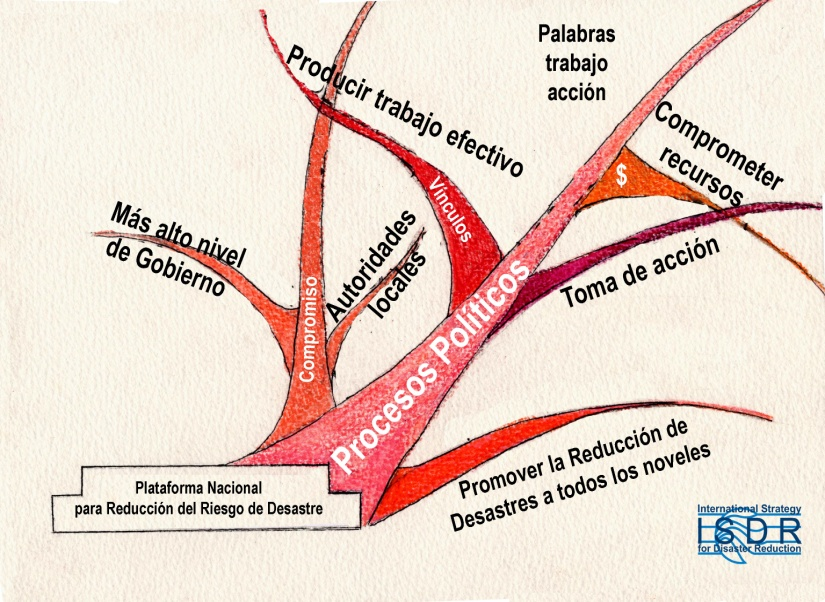 Palabras
trabajo
acción
Producir trabajo efectivo
Vínculos
Comprometer
recursos
$
Más alto nivel
de Gobierno
Compromiso
Autoridades
locales
Toma de acción
Procesos Políticos
Promover la Reducción de
Desastres a todos los noveles
Plataforma Nacional
para Reducción del Riesgo de Desastre
International Strategy
ISDR
for Disaster Reduction